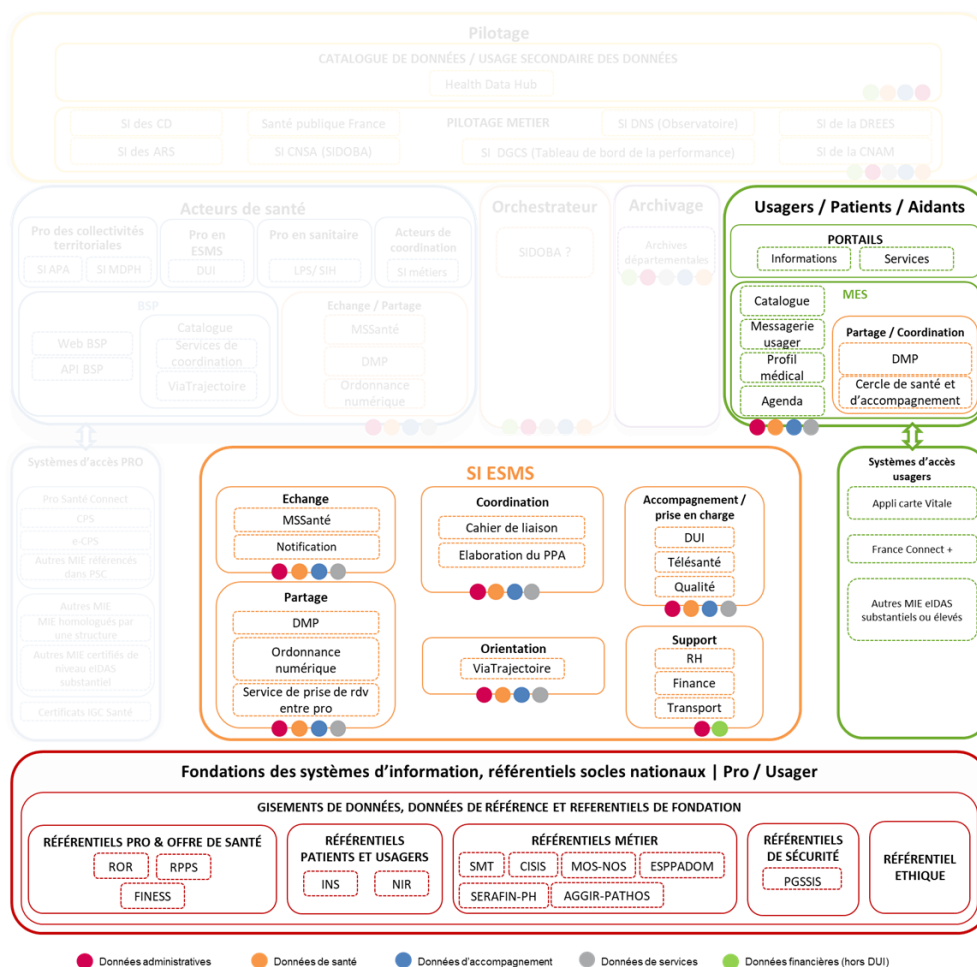 Pilotage
CATALOGUE DE DONNÉES / USAGE SECONDAIRE DES DONNÉES
Health Data Hub
SI des CD
Santé publique France
PILOTAGE METIER
SI DNS (Observatoire)
SI de la DREES
SI des ARS
SI CNSA (SIDOBA)
SI DGCS (Tableau de bord de la performance)
SI de la CNAM
Acteurs de santé
Pro des collectivités
territoriales
SI APA
SI MDPH
Pro en
ESMS
DUI
Pro en sanitaire
LPS/ SIH
Acteurs de
coordination
SI métiers
BSP
Web BSP
API BSP
Catalogue
Services de
coordination
ViaTrajectoire
Echange / Partage
MSSanté
DMP
Ordonnance
numérique
Orchestrateur
SIDOBA ?
Archivage
Archives
départementales
Usagers / Patients / Aidants
PORTAILS
Informations
Services
MES
Catalogue
Messagerie
usager
Profil
médical
Agenda
Partage / Coordination
DMP
Cercle de santé et
d'accompagnement
Systèmes d'accès PRO
Pro Santé Connect
CPS
e-CPS
Autres MIE référencés
dans PSC
Autres MIE
MIE homologués par
une structure
Autres MIE certifiés de
niveau eIDAS
substantiel
Certificats IGC Santé
SI ESMS
Echange
MSSanté
Notification
Partage
DMP
Ordonnance
numérique
Service de prise de rdv
entre pro
Coordination
Cahier de liaison
Elaboration du PPA
Orientation
ViaTrajectoire
Accompagnement /
prise en charge
DUI
Télésanté
Qualité
Support
RH
Finance
Transport
Systèmes d'accès
usagers
Appli carte Vitale
France Connect +
Autres MIE eIDAS
substantiels ou élevés
Fondations des systèmes d'information, référentiels socles nationaux | Pro / Usager
GISEMENTS DE DONNÉES, DONNÉES DE RÉFÉRENCE ET REFERENTIELS DE FONDATION
RÉFÉRENTIELS PRO & OFFRE DE SANTÉ
ROR
RPPS
FINESS
RÉFÉRENTIELS
PATIENTS ET USAGERS
INS
NIR
RÉFÉRENTIELS MÉTIER
SMT
CISIS
MOS-NOS
ESPPADOM
SERAFIN-PH
AGGIR-PATHOS
RÉFÉRENTIELS
DE SÉCURITÉ
PGSSIS
RÉFÉRENTIEL
ETHIQUE
Données administratives
Données de santé
Données d'accompagnement
Données de services
Données financières (hors DUI)